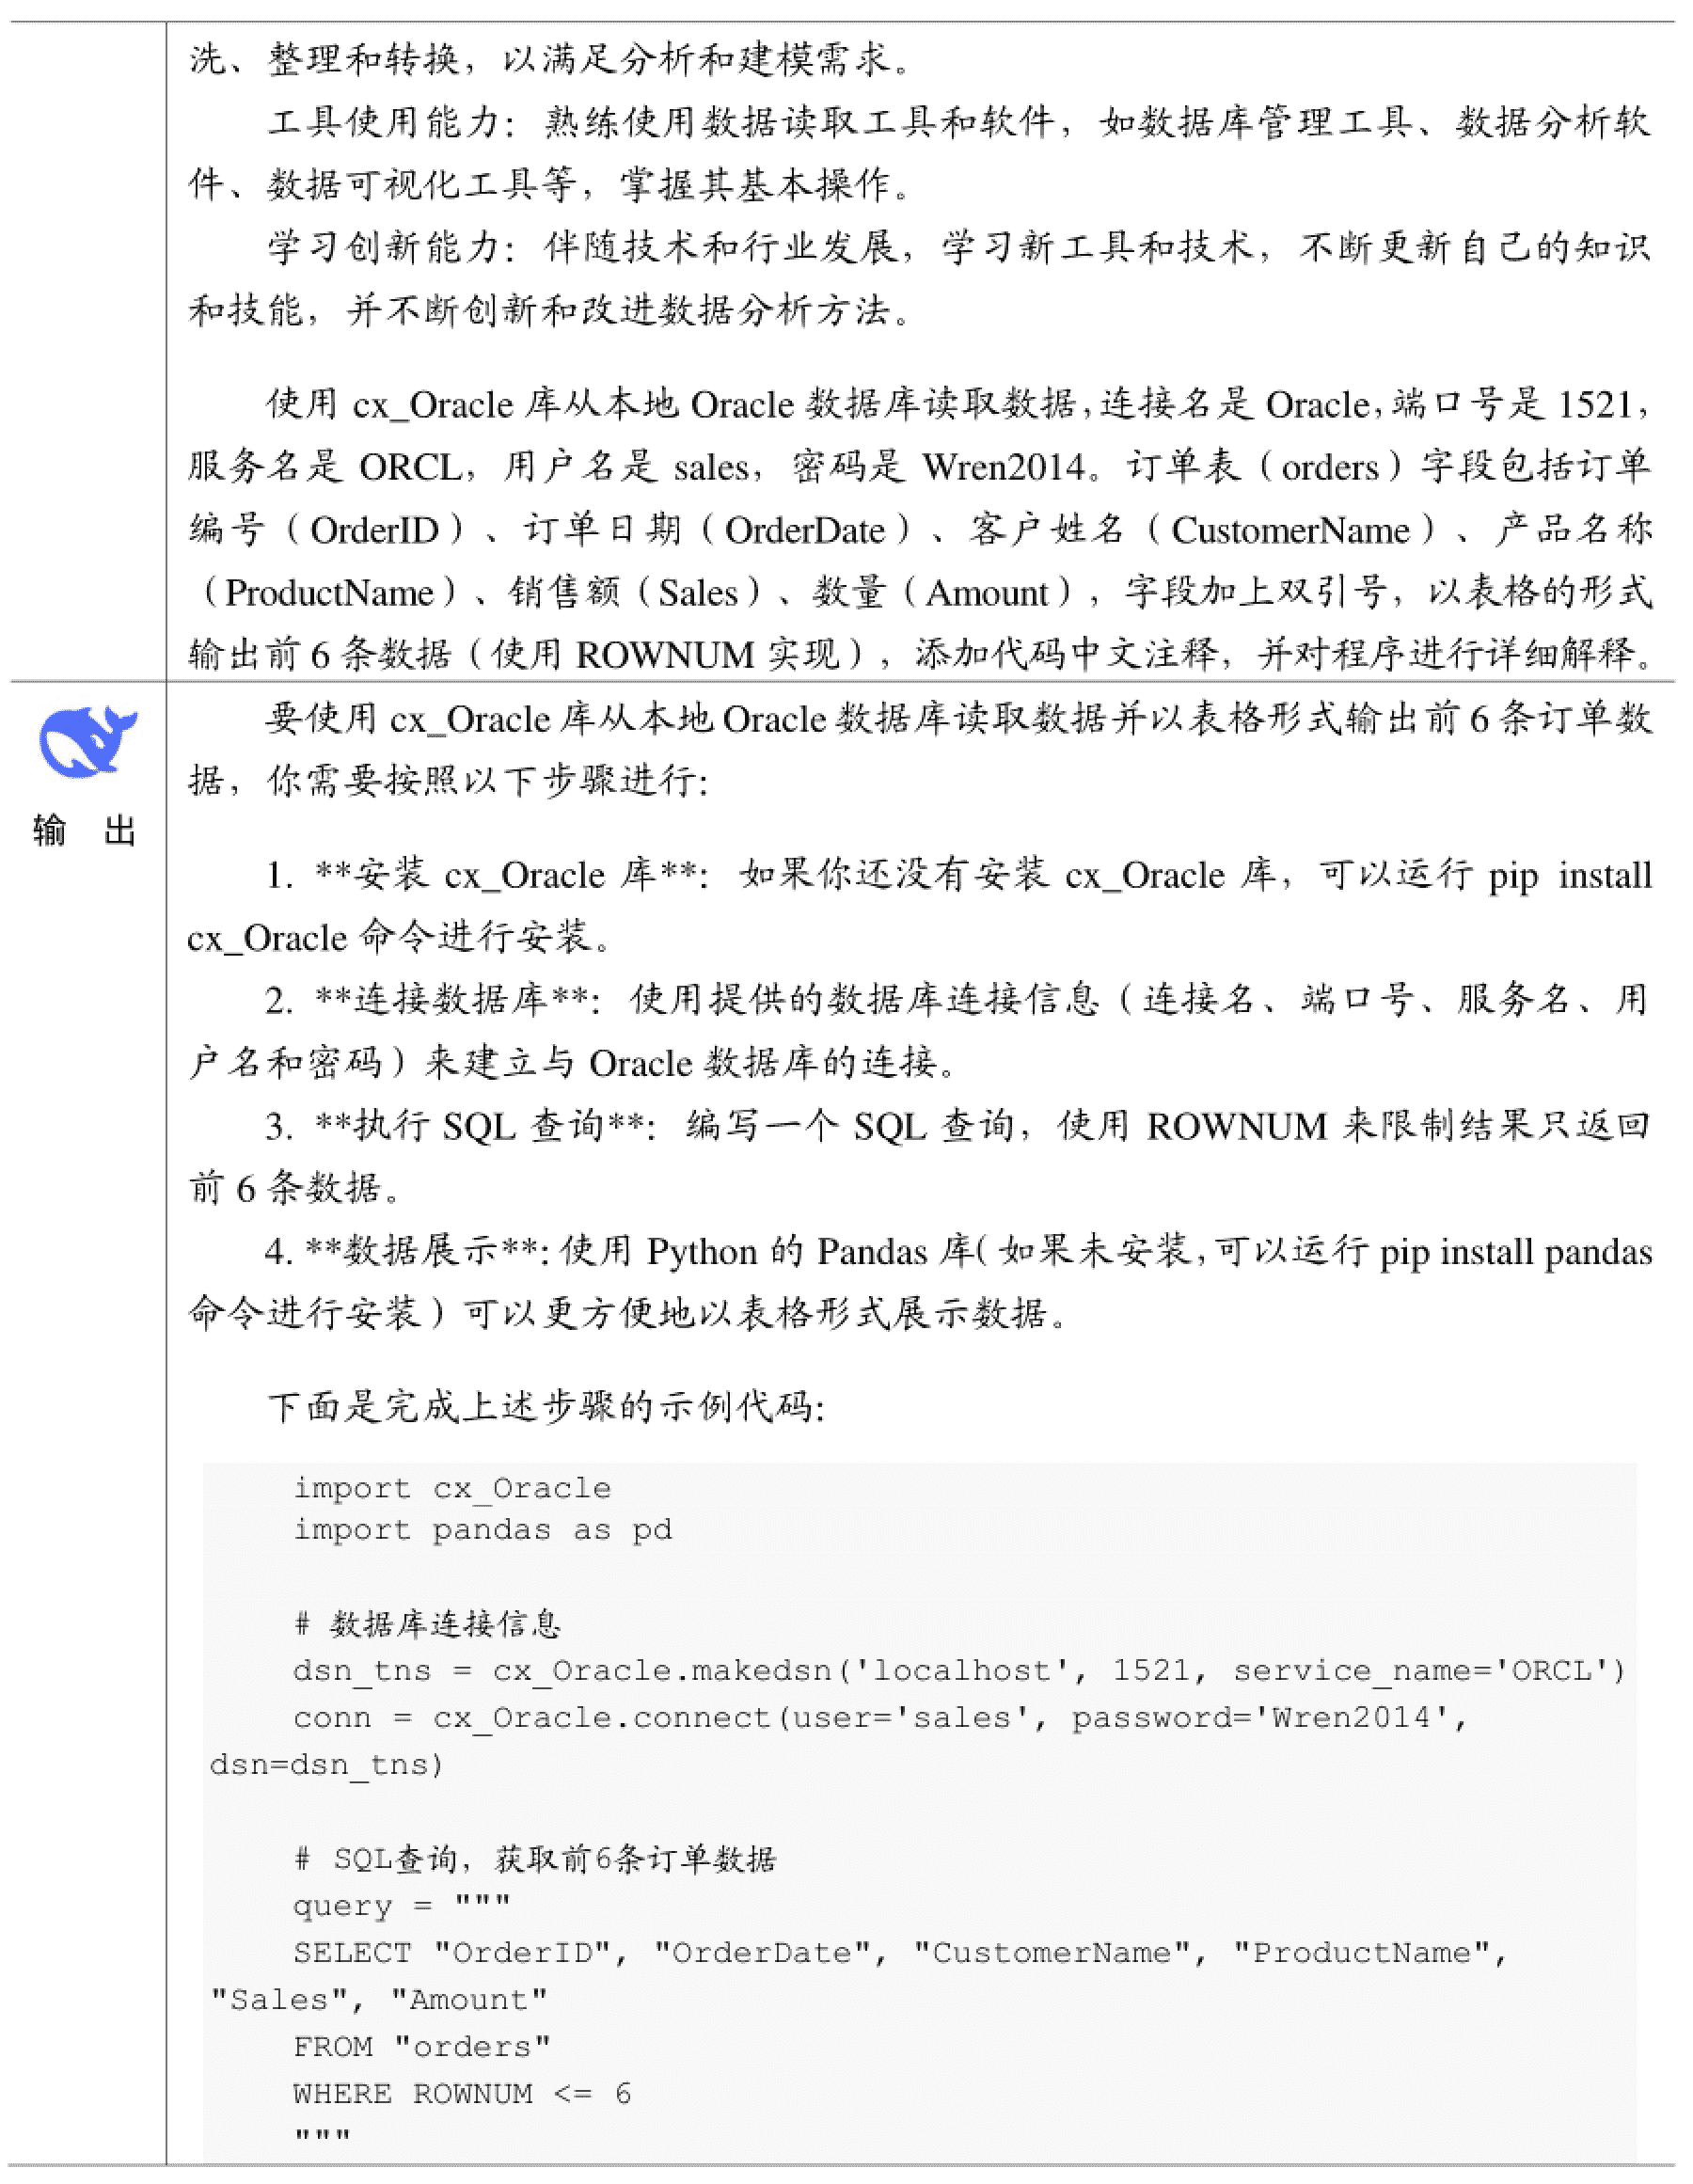 洗、整理和转换，以满足分析和建模需求。
工具使用能力：熟练使用数据读取工具和软件，如数据库管理工具、数据分析软
件、数据可视化工具等，掌握其基本操作。
学习创新能力：伴随技术和行业发展，学习新工具和技术，不断更新自己的知识
和技能，并不断创新和改进数据分析方法。
使用 cx_Oracle 库从本地 Oracle 数据库读取数据，连接名是 Oracle，端口号是 1521，
服务名是 ORCL，用户名是 sales，密码是 Wren2014。订单表（orders）字段包括订单
编号（OrderID）、订单日期（OrderDate）、客户姓名（CustomerName）、产品名称
（ProductName）、销售额（Sales）、数量（Amount），字段加上双引号，以表格的形式
输出前 6 条数据（使用 ROWNUM 实现），添加代码中文注释，并对程序进行详细解释。
输 出
要使用 cx_Oracle 库从本地 Oracle 数据库读取数据并以表格形式输出前 6 条订单数
据，你需要按照以下步骤进行：
1. **安装 cx_Oracle 库**：如果你还没有安装 cx_Oracle 库，可以运行 pip install
cx_Oracle 命令进行安装。
2. **连接数据库**：使用提供的数据库连接信息（连接名、端口号、服务名、用
户名和密码）来建立与 Oracle 数据库的连接。
3. **执行 SQL 查询**：编写一个 SQL 查询，使用 ROWNUM 来限制结果只返回
前 6 条数据。
4. **数据展示**：使用 Python 的 Pandas 库（如果未安装，可以运行 pip install pandas
命令进行安装）可以更方便地以表格形式展示数据。
下面是完成上述步骤的示例代码：
import cx_Oracle
import pandas as pd
# 数据库连接信息
dsn_tns = cx_Oracle.makedsn('localhost', 1521, service_name='ORCL')
conn = cx_Oracle.connect(user='sales', password='Wren2014',
dsn=dsn_tns)
# SQL查询，获取前6条订单数据
query = """
SELECT "OrderID", "OrderDate", "CustomerName", "ProductName",
"Sales", "Amount"
FROM "orders"
WHERE ROWNUM <= 6
"""